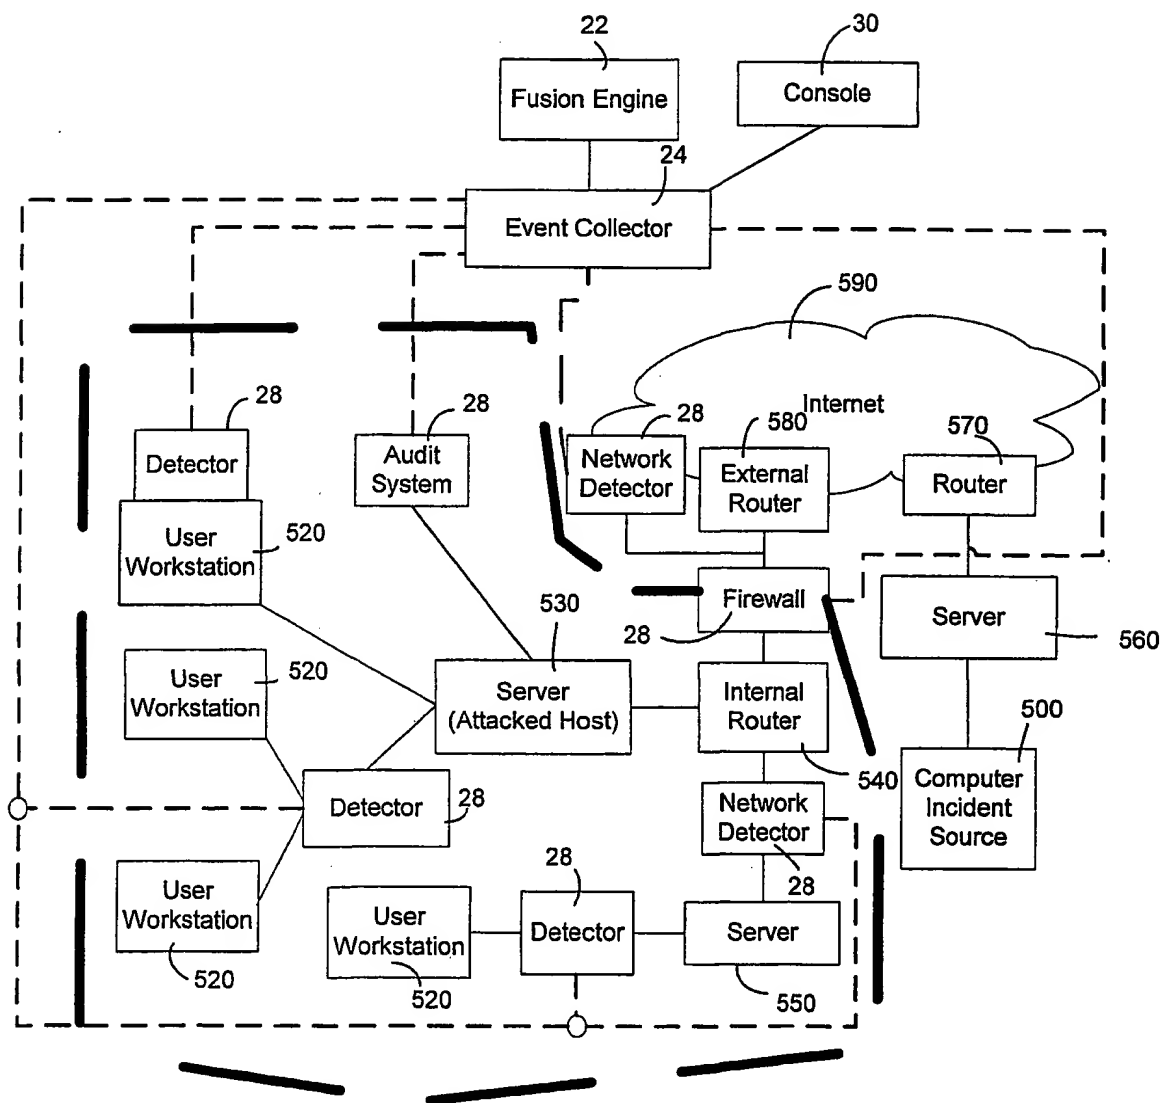 22
30
Fusion Engine
Console
24
Event Collector
590
Internet
28
28
28
580
570
Detector
Audit
System
Network
Detector
External
Router
Router
User
Workstation
520
530
Firewall
28
Server
560
User
Workstation
520
Server
(Attacked Host)
Internal
Router
500
540
Computer
Incident
Source
Detector
28
Network
Detector
28
28
User
Workstation
520
User
Workstation
520
Detector
Server
550